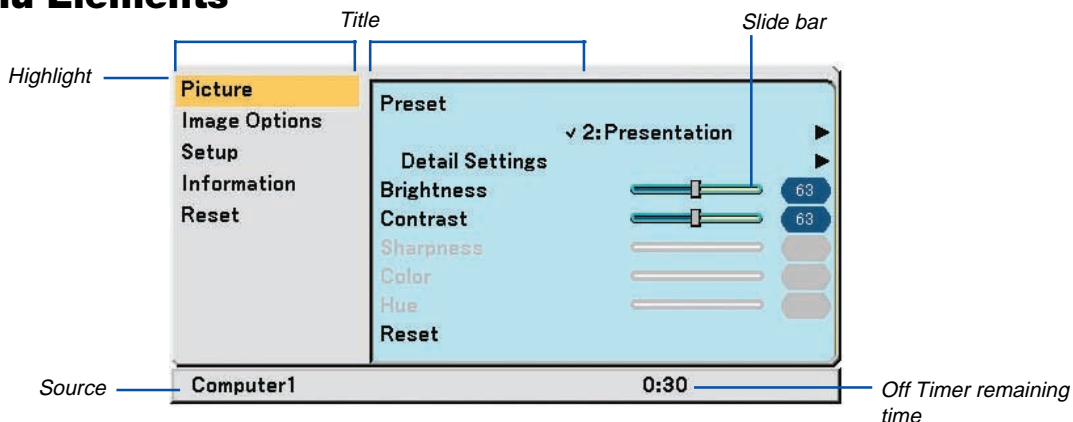 Elements
Title
Slide bar
Highlight
Picture
Image Options
Setup
Information
Reset
Preset
✓ 2:Presentation ▶
Detail Settings ▶
Brightness 63
Contrast 63
Sharpness
Color
Hue
Reset
Source
Computer1
0:30
Off Timer remaining
time